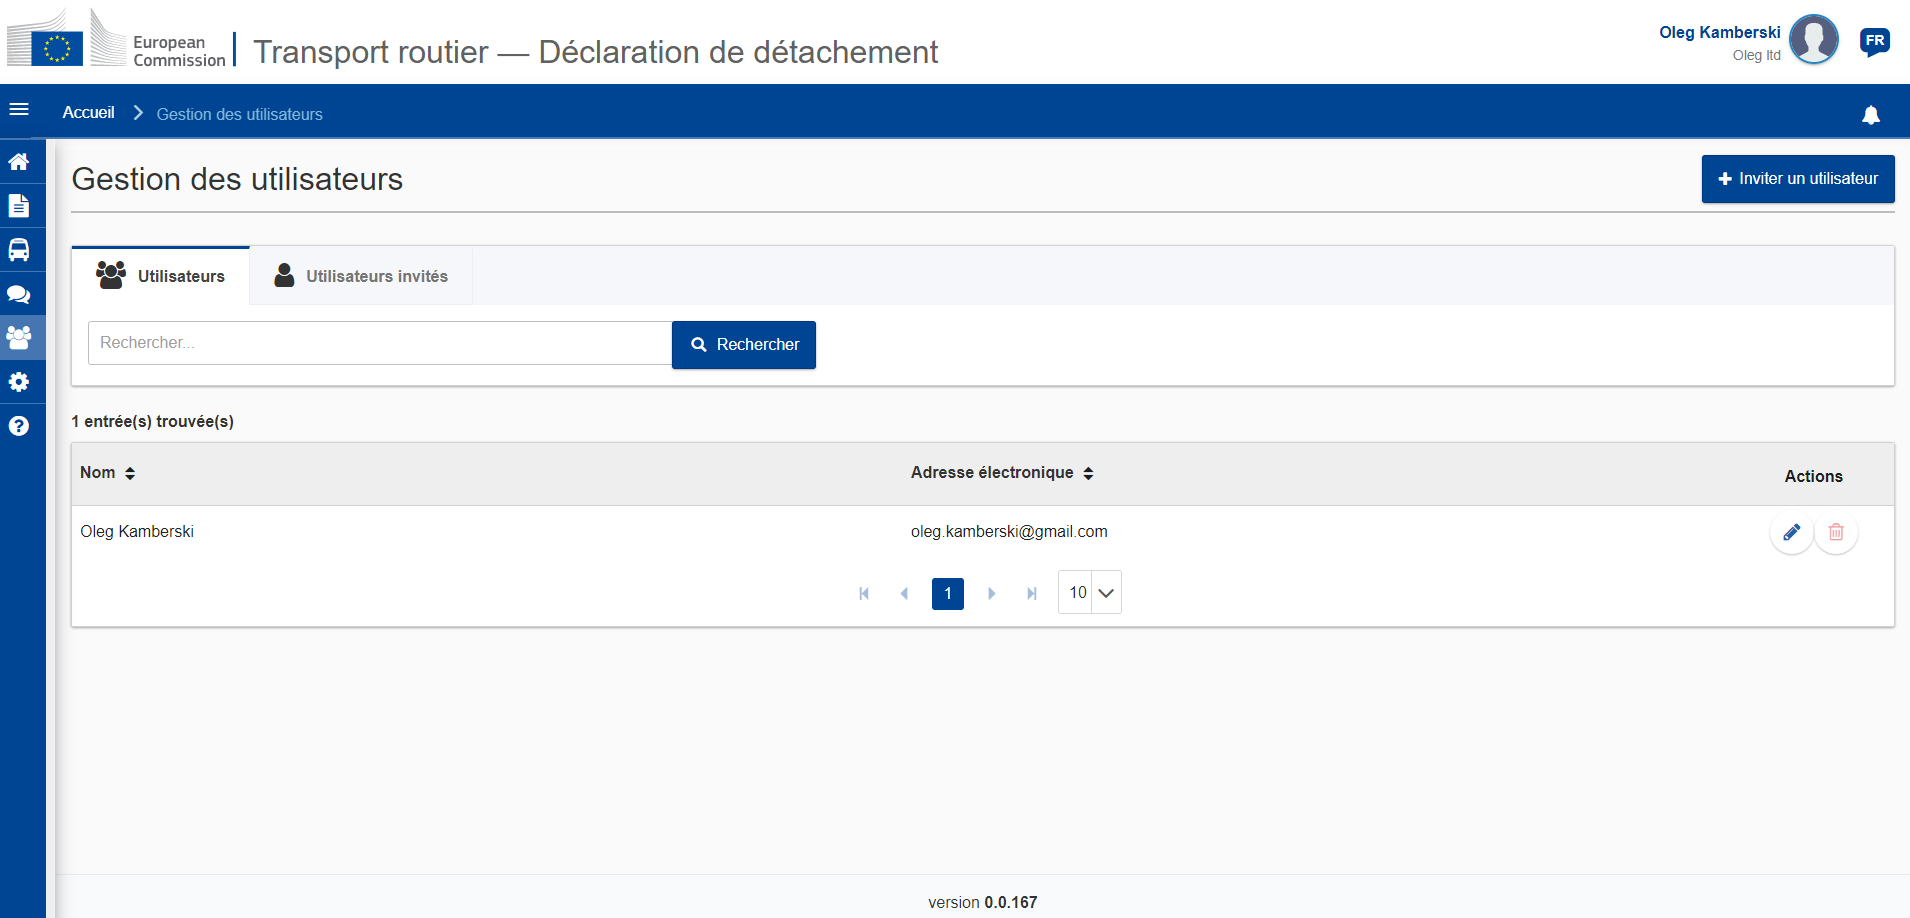 European
Commission
Transport routier — Déclaration de détachement
Oleg Kamberski
Oleg ltd
FR
Accueil
Gestion des utilisateurs
Gestion des utilisateurs
Inviter un utilisateur
Utilisateurs
Utilisateurs invités
Rechercher...
Rechercher
1 entrée(s) trouvée(s)
Nom
Adresse électronique
Actions
Oleg Kamberski
oleg.kamberski@gmail.com
1
10
version 0.0.167